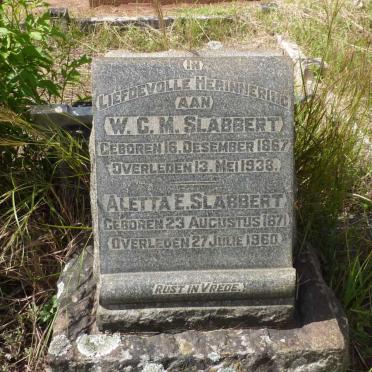 IN
LIEFDEVOLLE HERINNERING
AAN
W. C. M. SLABBERT
GEBOREN 16. DESEMBER 1867
OVERLEDEN 13. MEI 1938.
ALETTA E. SLABBERT
GEBOREN 23 AUGUSTUS 1871
OVERLEDEN 27 JULIE 1960.
RUST IN VREDE.